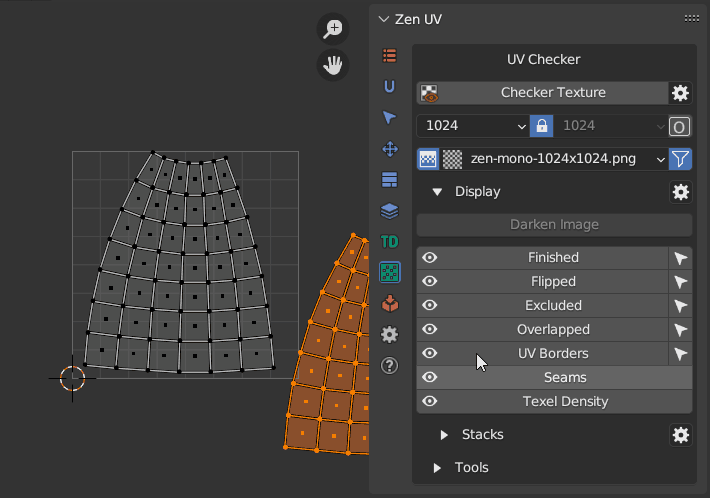 Zen UV
UV Checker
Checker Texture
1024 1024 O
zen-mono-1024x1024.png
Display
Darken Image
Finished
Flipped
Excluded
Overlapped
UV Borders
TD
Seams
Texel Density
Stacks
Tools